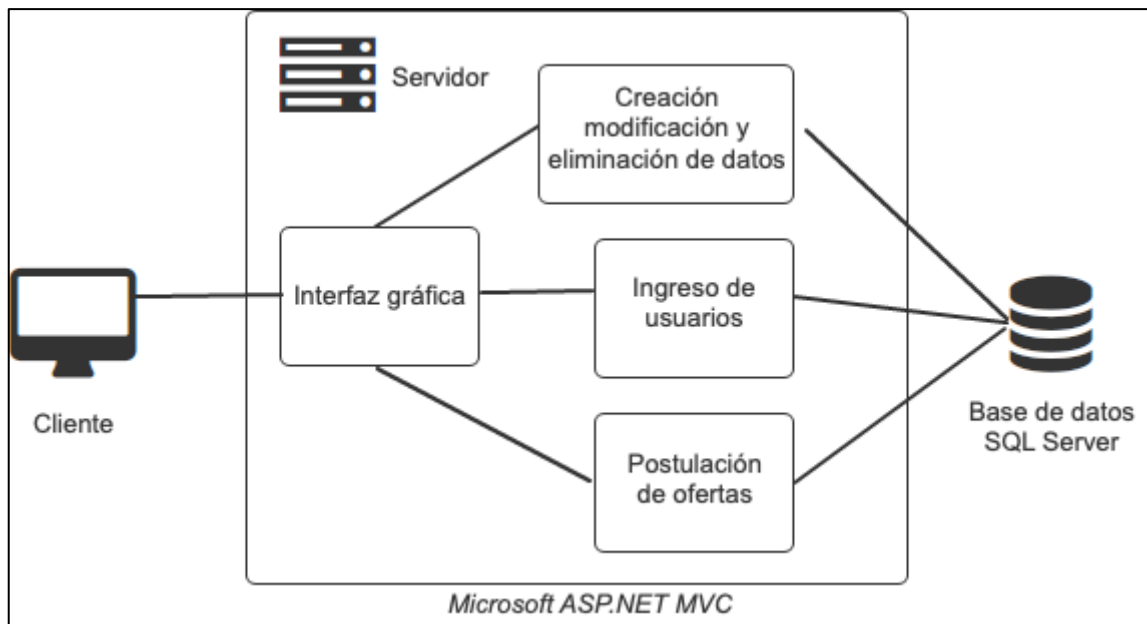 Servidor
Creación
modificación y
eliminación de datos
Interfaz gráfica
Ingreso de
usuarios
Cliente
Base de datos
SQL Server
Postulación
de ofertas
Microsoft ASP.NET MVC